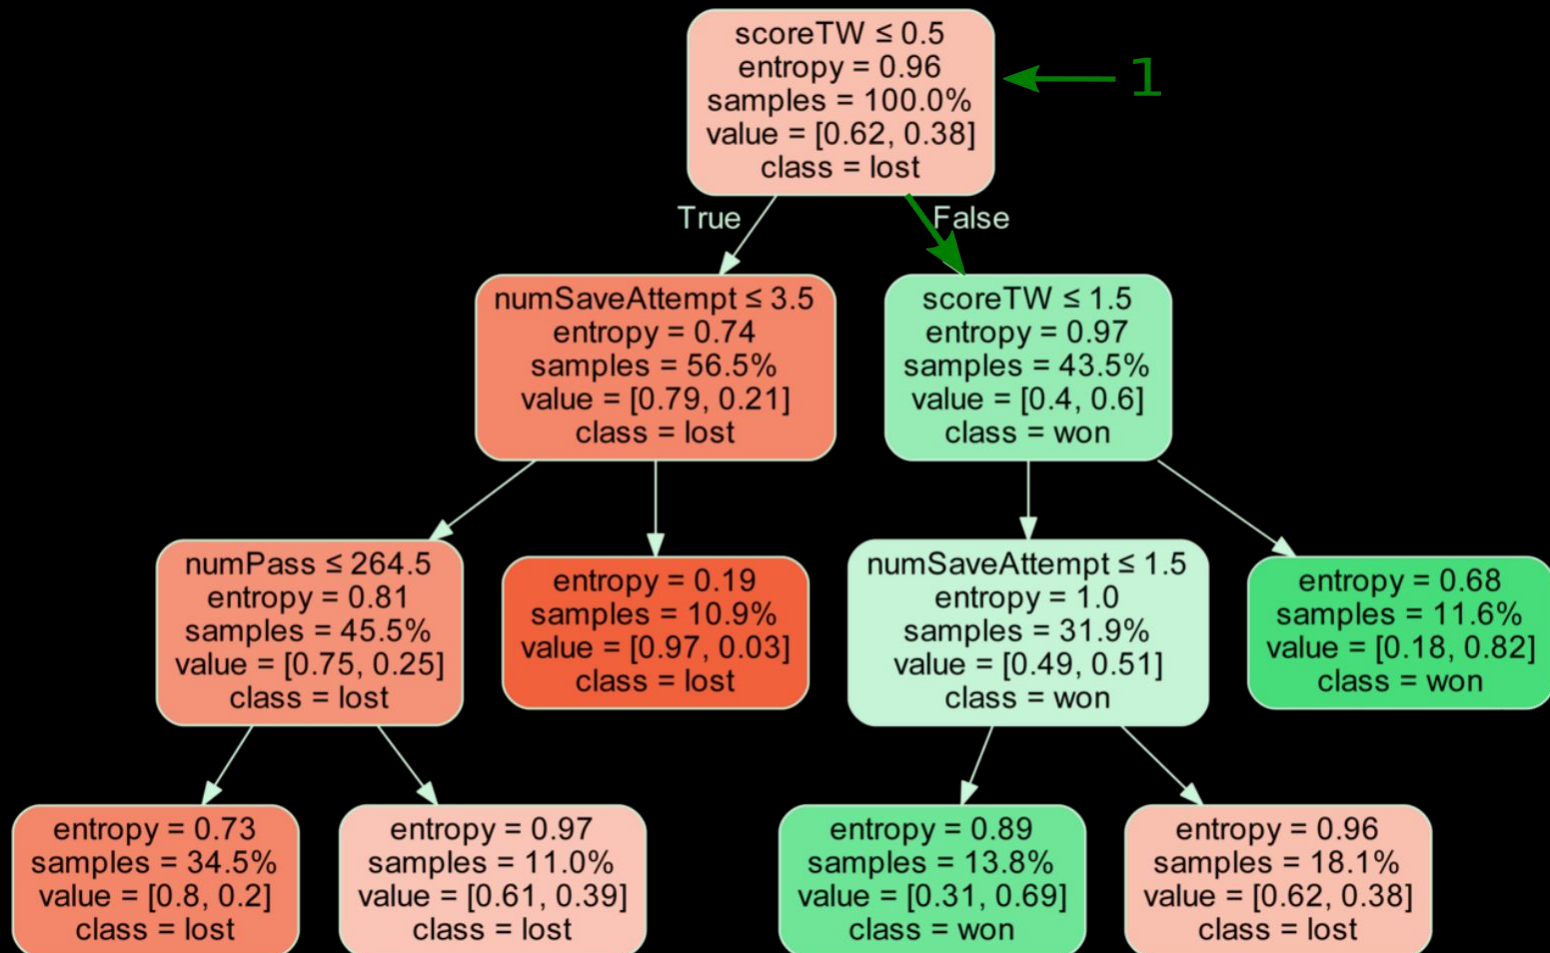 scoreTW ≤ 0.5
entropy = 0.96
samples = 100.0%
value = [0.62, 0.38]
class = lost
1
True
False
numSaveAttempt ≤ 3.5
entropy = 0.74
samples = 56.5%
value = [0.79, 0.21]
class = lost
scoreTW ≤ 1.5
entropy = 0.97
samples = 43.5%
value = [0.4, 0.6]
class = won
numPass ≤ 264.5
entropy = 0.81
samples = 45.5%
value = [0.75, 0.25]
class = lost
entropy = 0.19
samples = 10.9%
value = [0.97, 0.03]
class = lost
numSaveAttempt ≤ 1.5
entropy = 1.0
samples = 31.9%
value = [0.49, 0.51]
class = won
entropy = 0.68
samples = 11.6%
value = [0.18, 0.82]
class = won
entropy = 0.73
samples = 34.5%
value = [0.8, 0.2]
class = lost
entropy = 0.97
samples = 11.0%
value = [0.61, 0.39]
class = lost
entropy = 0.89
samples = 13.8%
value = [0.31, 0.69]
class = won
entropy = 0.96
samples = 18.1%
value = [0.62, 0.38]
class = lost